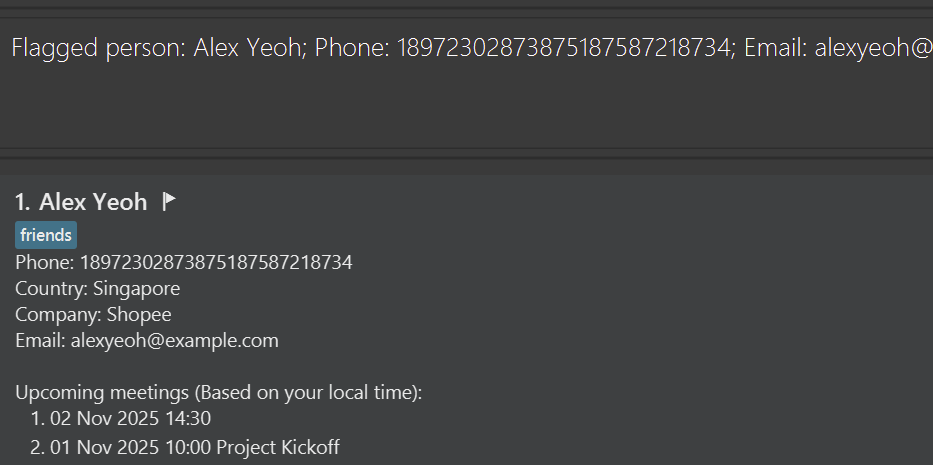 Flagged person: Alex Yeoh; Phone: 18972302873875187587218734; Email: alexyeoh@
1. Alex Yeoh
friends
Phone: 18972302873875187587218734
Country: Singapore
Company: Shopee
Email: alexyeoh@example.com
Upcoming meetings (Based on your local time):
1. 02 Nov 2025 14:30
2. 01 Nov 2025 10:00 Project Kickoff